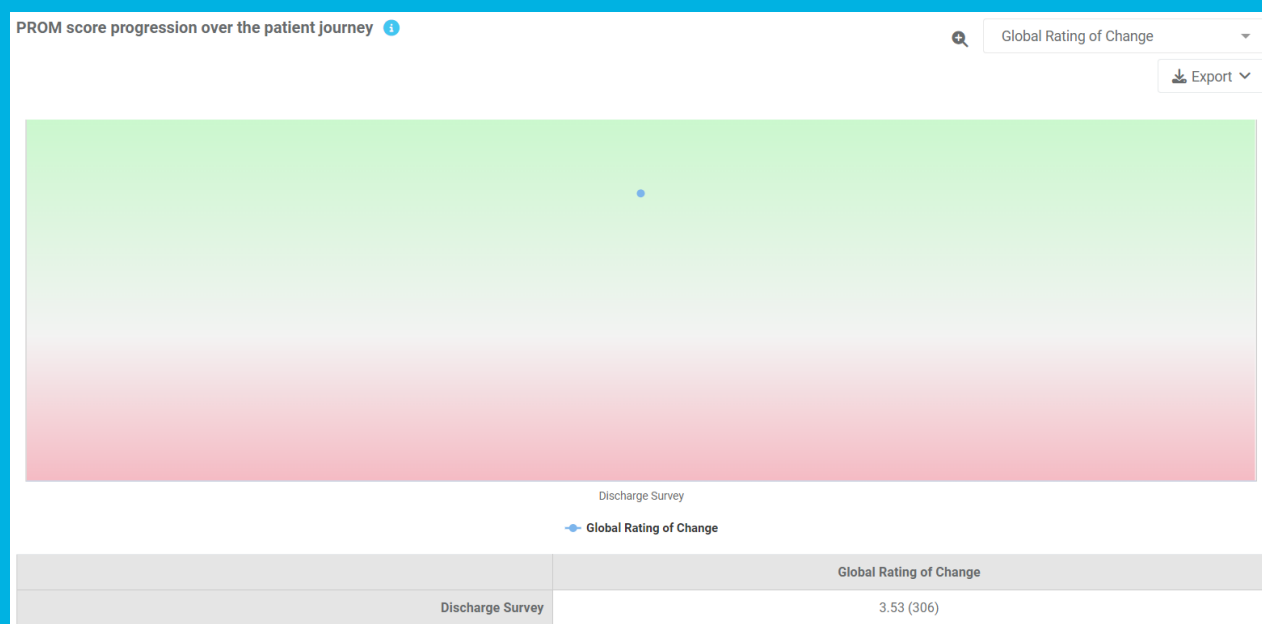 PROM score progression over the patient journey
Global Rating of Change
Export
Discharge Survey
Global Rating of Change
Global Rating of Change
Discharge Survey 3.53 (306)